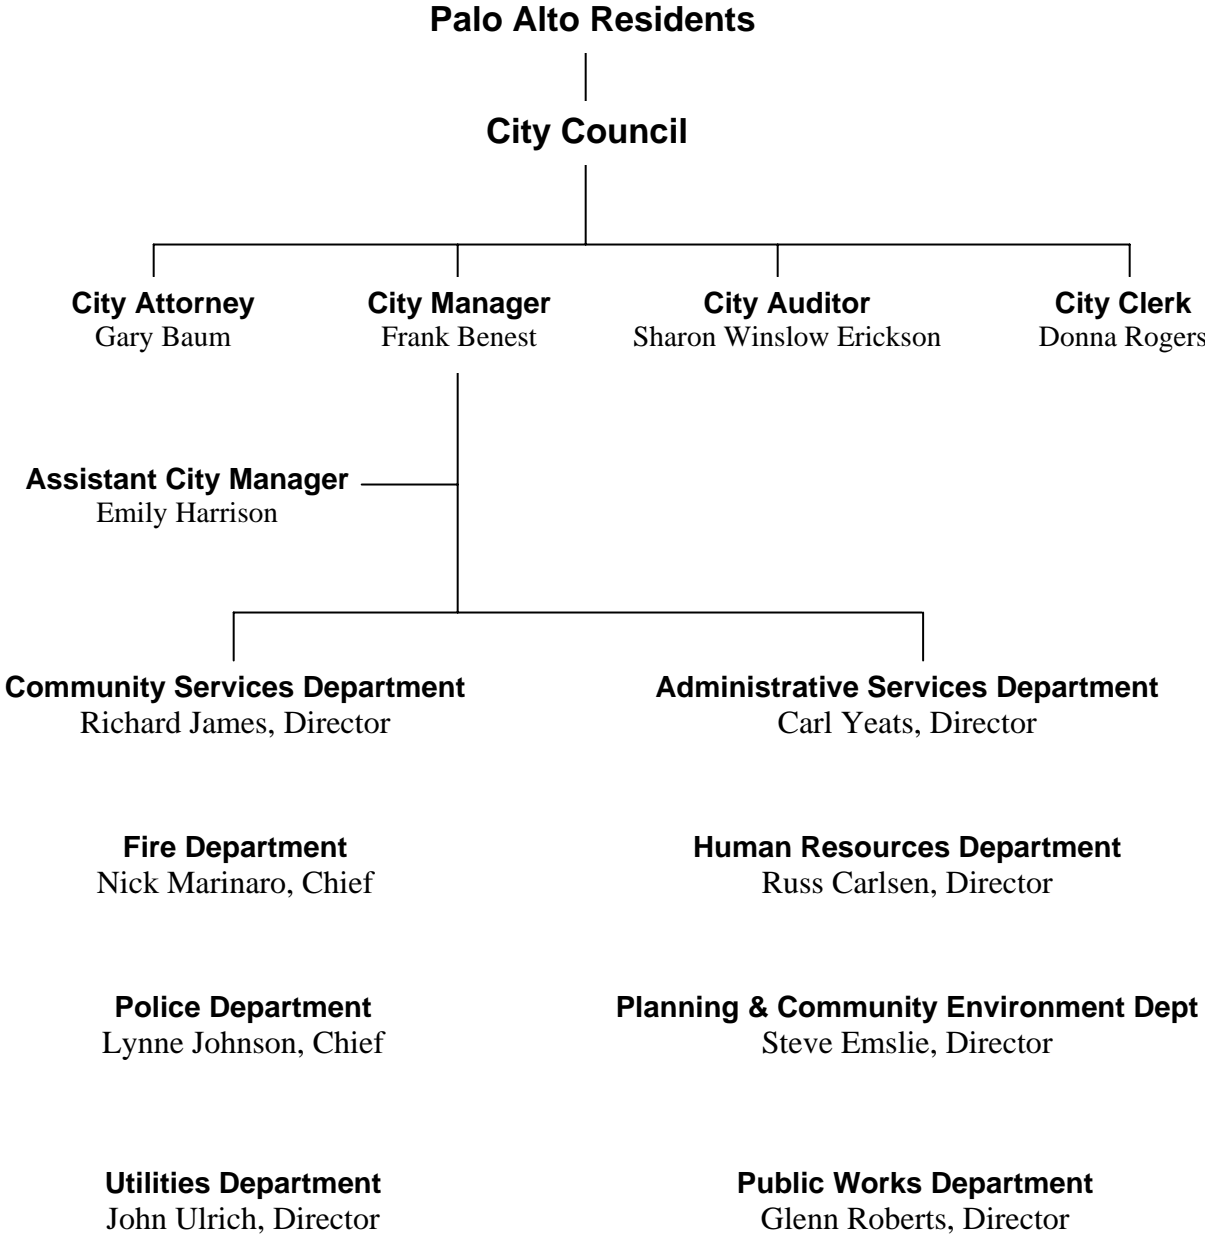 Palo Alto Residents
City Council
City Attorney
Gary Baum
City Manager
Frank Benest
City Auditor
Sharon Winslow Erickson
City Clerk
Donna Rogers
Assistant City Manager
Emily Harrison
Community Services Department
Richard James, Director
Administrative Services Department
Carl Yeats, Director
Fire Department
Nick Marinaro, Chief
Human Resources Department
Russ Carlsen, Director
Police Department
Lynne Johnson, Chief
Planning & Community Environment Dept
Steve Emslie, Director
Utilities Department
John Ulrich, Director
Public Works Department
Glenn Roberts, Director